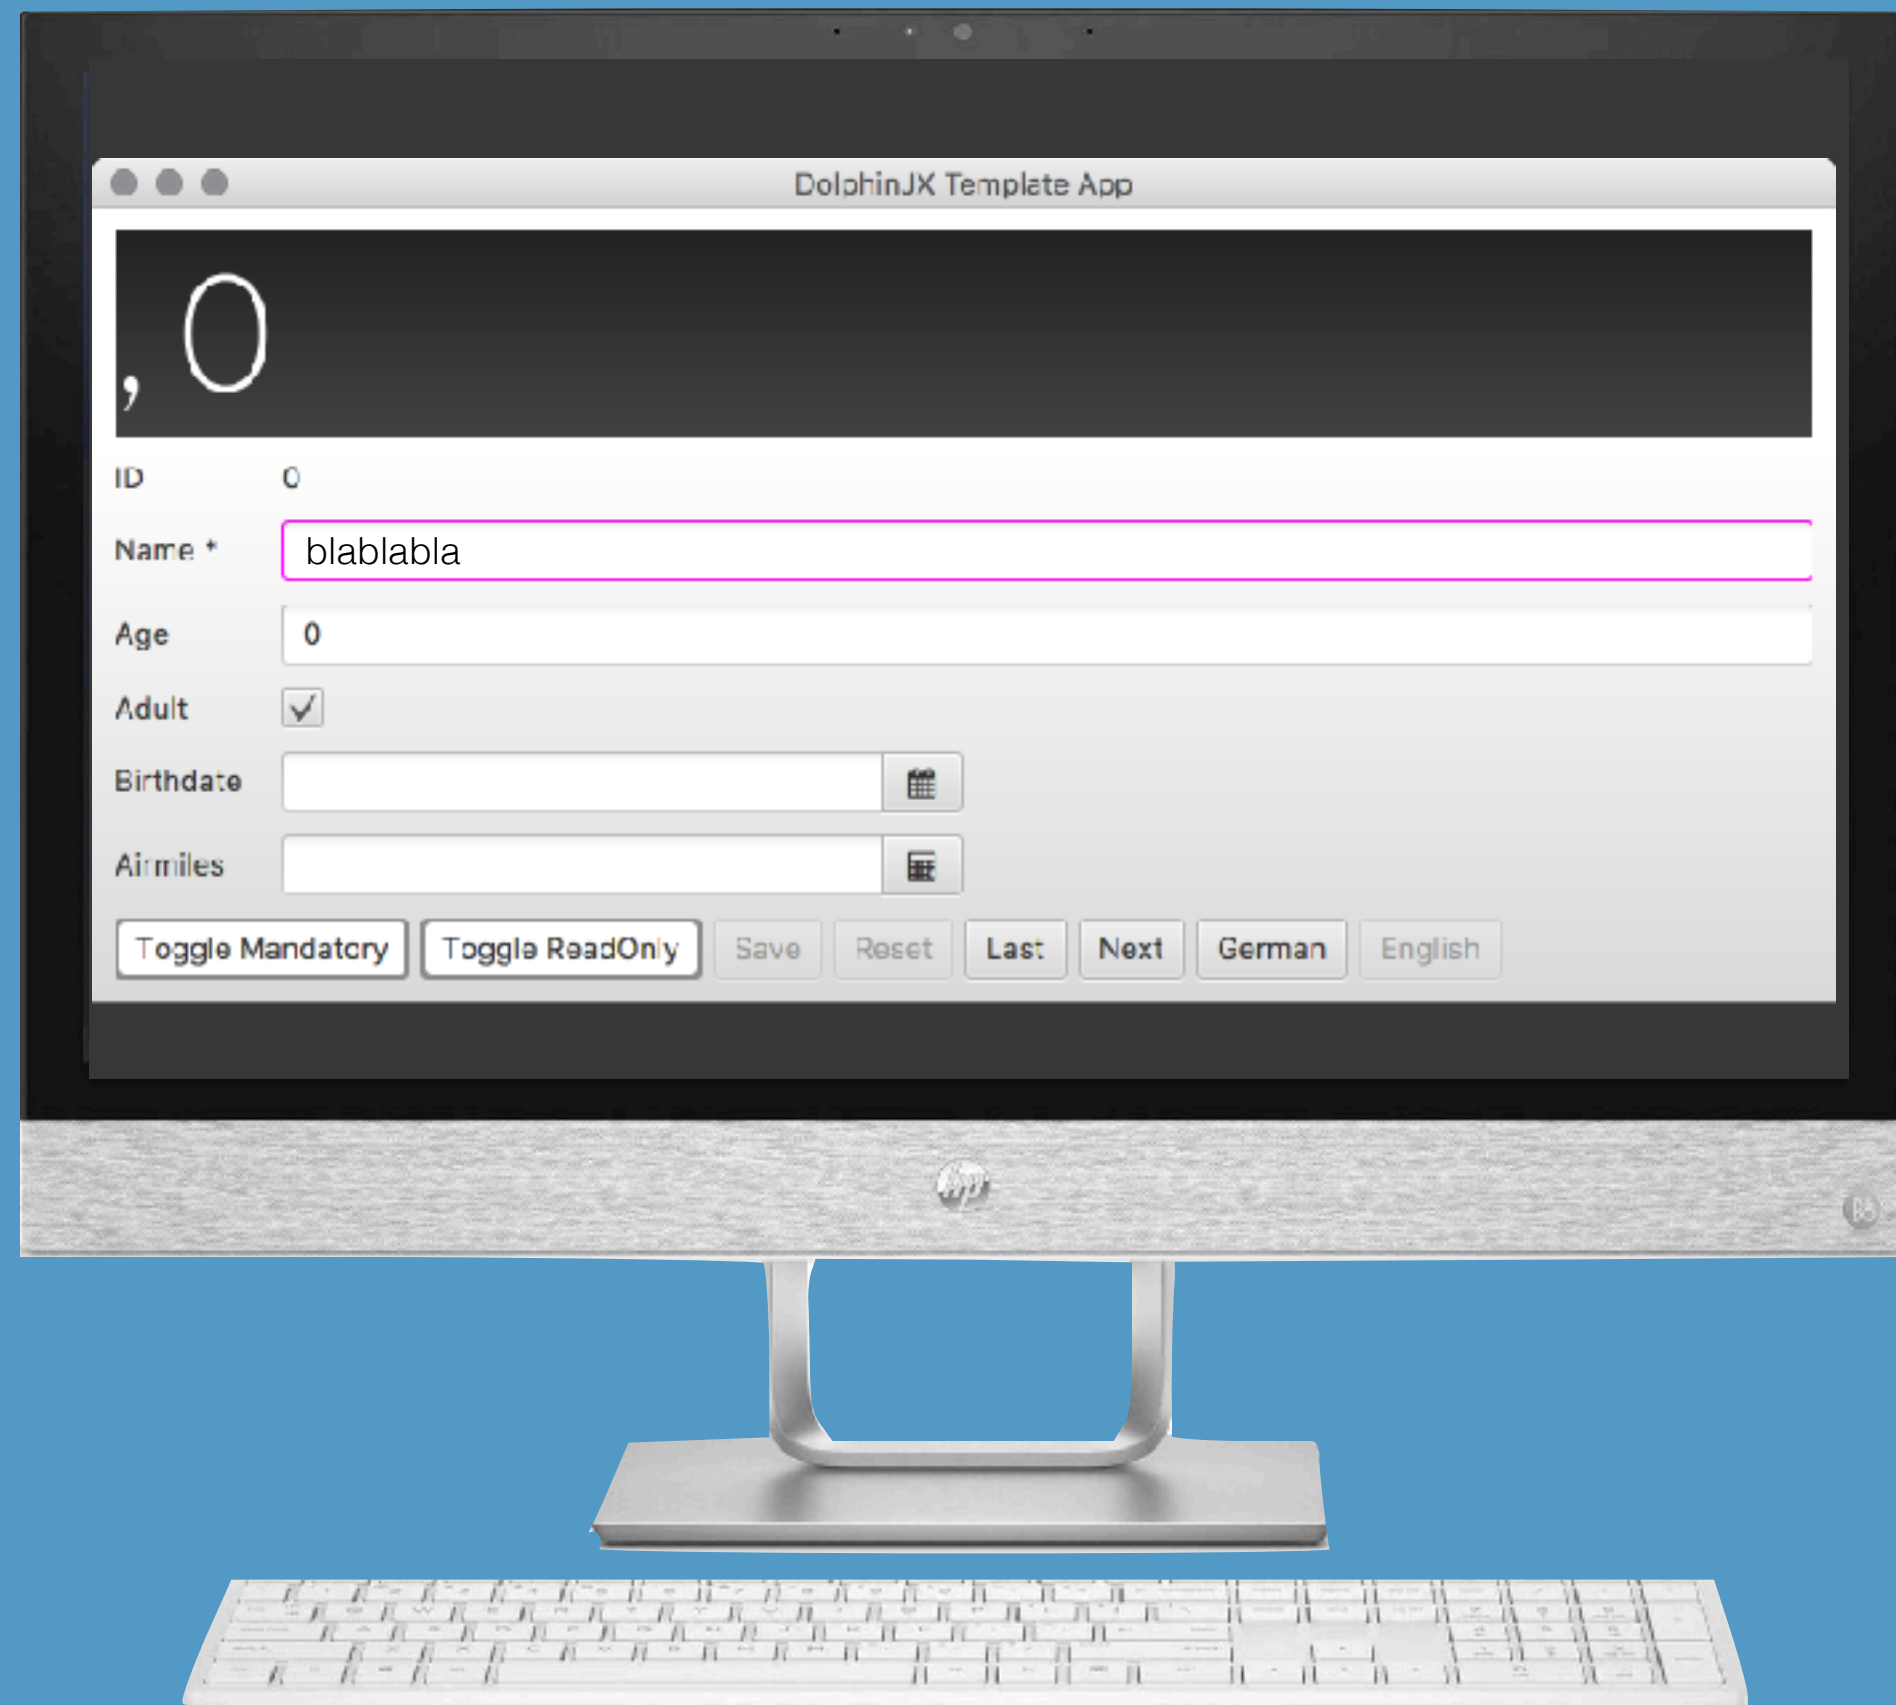 DolphinJX Template App
, 0
ID 0
Name * blablabla
Age 0
Adult
Birthdate
Airmiles
Toggle Mandatory Toggle ReadOnly Save Reset Last Next German English
hp